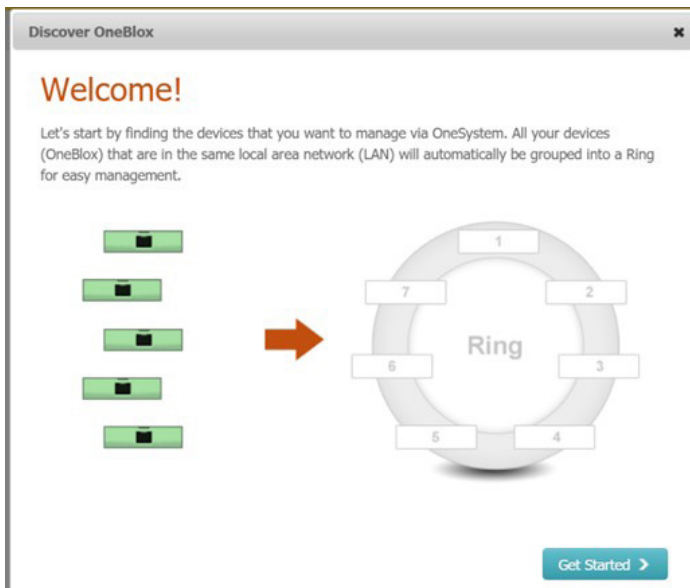 Discover OneBlox
Welcome!
Let's start by finding the devices that you want to manage via OneSystem. All your devices
(OneBlox) that are in the same local area network (LAN) will automatically be grouped into a Ring
for easy management.
1
7
2
Ring
6
3
5
4
Get Started